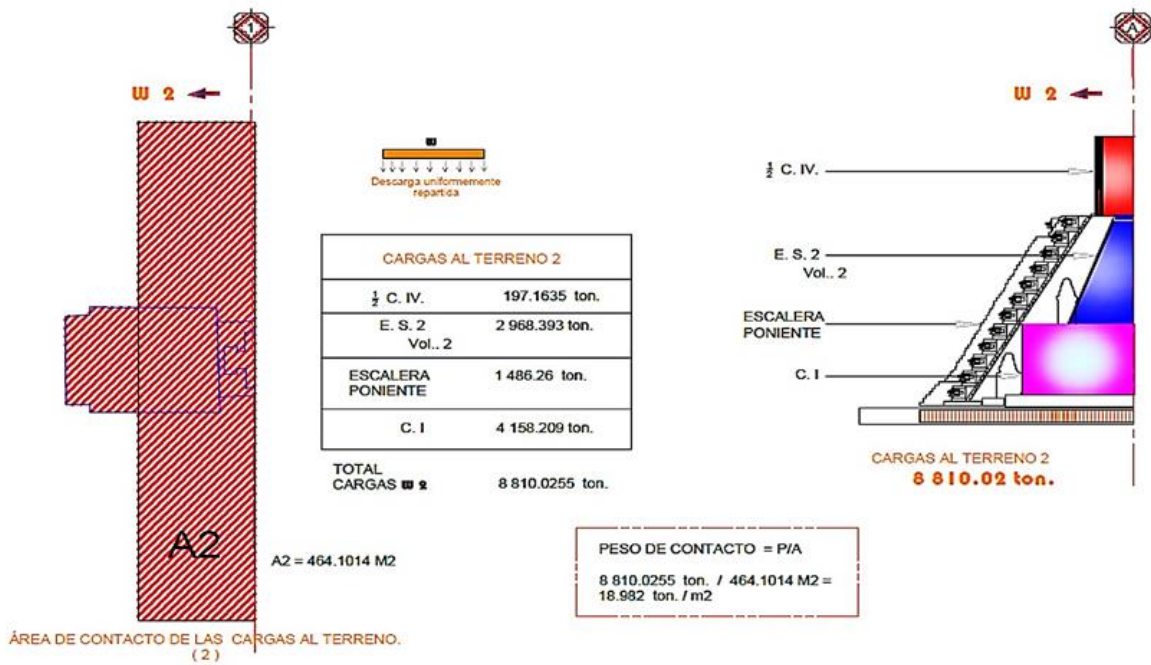 1
W 2
W
Descarga uniformemente
repartida
CARGAS AL TERRENO 2
½ C. IV. 197.1635 ton.
E. S. 2 2 968.393 ton.
Vol.. 2
ESCALERA 1 486.26 ton.
PONIENTE
C. I 4 158.209 ton.
TOTAL
CARGAS W 2 8 810.0255 ton.
A2
A2 = 464.1014 M2
ÁREA DE CONTACTO DE LAS CARGAS AL TERRENO.
( 2 )
A
W 2
½ C. IV.
E. S. 2
Vol.. 2
ESCALERA
PONIENTE
C. I
CARGAS AL TERRENO 2
8 810.02 ton.
PESO DE CONTACTO = P/A
8 810.0255 ton. / 464.1014 M2 =
18.982 ton. / m2